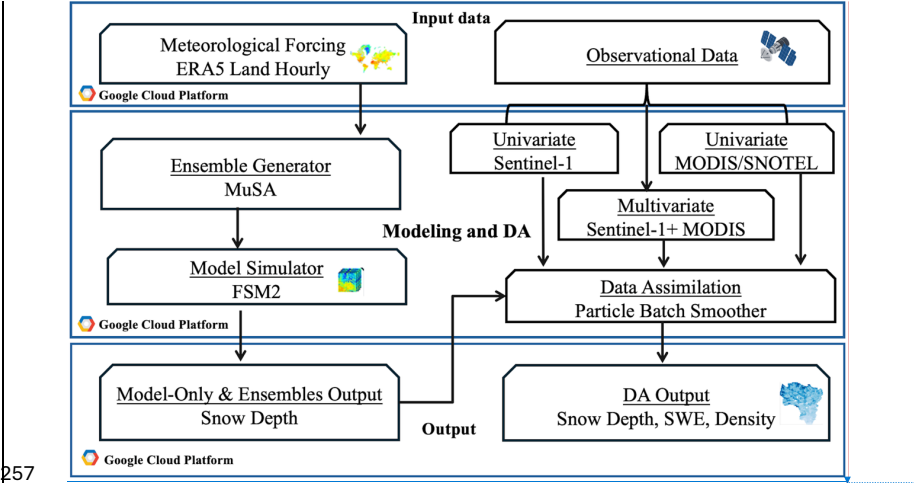 Input data
Meteorological Forcing
ERA5 Land Hourly
Observational Data
Google Cloud Platform
Univariate
Sentinel-1
Univariate
MODIS/SNOTEL
Ensemble Generator
MuSA
Multivariate
Sentinel-1+ MODIS
Modeling and DA
Model Simulator
FSM2
Data Assimilation
Particle Batch Smoother
Google Cloud Platform
Model-Only & Ensembles Output
Snow Depth
DA Output
Snow Depth, SWE, Density
Output
Google Cloud Platform
257